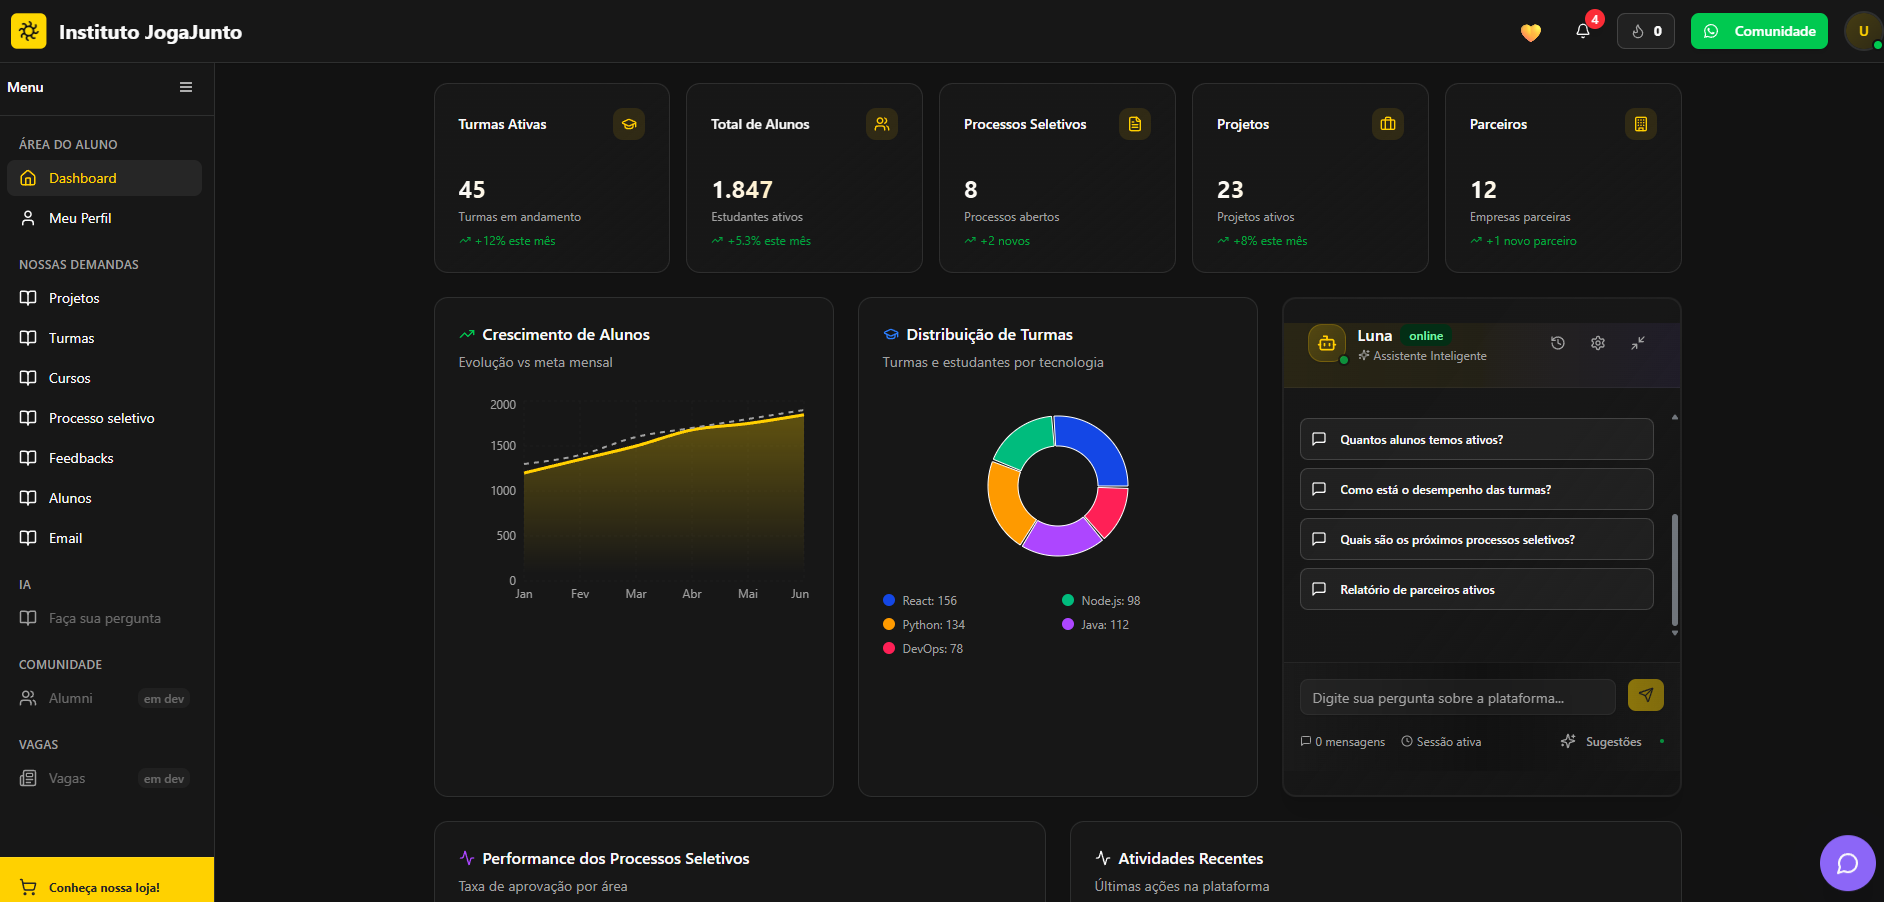 Instituto JogaJunto
4
0
Comunidade
U
Menu
ÁREA DO ALUNO
Dashboard
Meu Perfil
NOSSAS DEMANDAS
Projetos
Turmas
Cursos
Processo seletivo
Feedbacks
Alunos
Email
IA
Faça sua pergunta
COMUNIDADE
Alumni em dev
VAGAS
Vagas em dev
Conheça nossa loja!
Turmas Ativas
45
Turmas em andamento
+12% este mês
Total de Alunos
1.847
Estudantes ativos
+5.3% este mês
Processos Seletivos
8
Processos abertos
+2 novos
Projetos
23
Projetos ativos
+8% este mês
Parceiros
12
Empresas parceiras
+1 novo parceiro
Crescimento de Alunos
Evolução vs meta mensal
2000
1500
1000
500
0
Jan Fev Mar Abr Mai Jun
Distribuição de Turmas
Turmas e estudantes por tecnologia
React: 156 Node.js: 98
Python: 134 Java: 112
DevOps: 78
Luna online
Assistente Inteligente
Quantos alunos temos ativos?
Como está o desempenho das turmas?
Quais são os próximos processos seletivos?
Relatório de parceiros ativos
Digite sua pergunta sobre a plataforma...
0 mensagens Sessão ativa Sugestões
Performance dos Processos Seletivos
Taxa de aprovação por área
Atividades Recentes
Últimas ações na plataforma